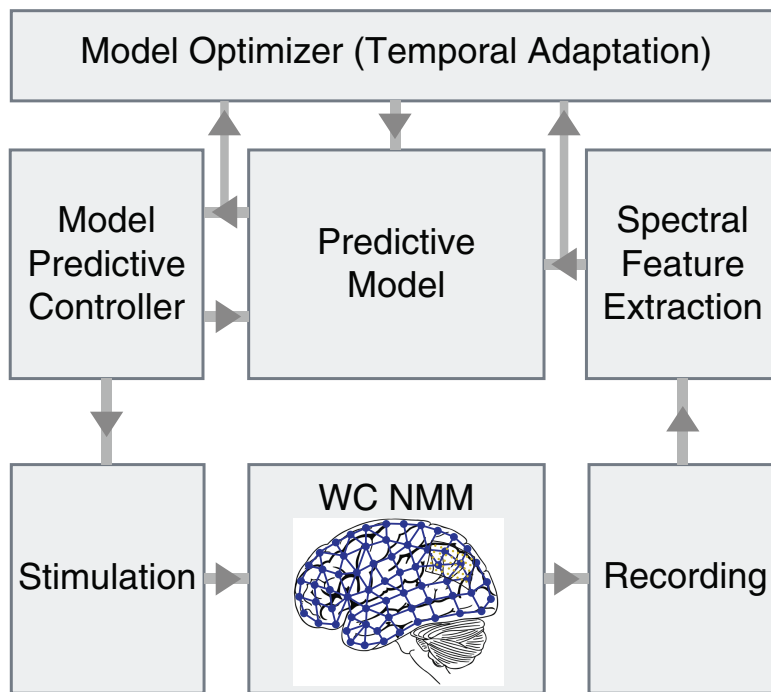 Model Optimizer (Temporal Adaptation)
Model
Predictive
Controller
Predictive
Model
Spectral
Feature
Extraction
Stimulation
WC NMM
Recording